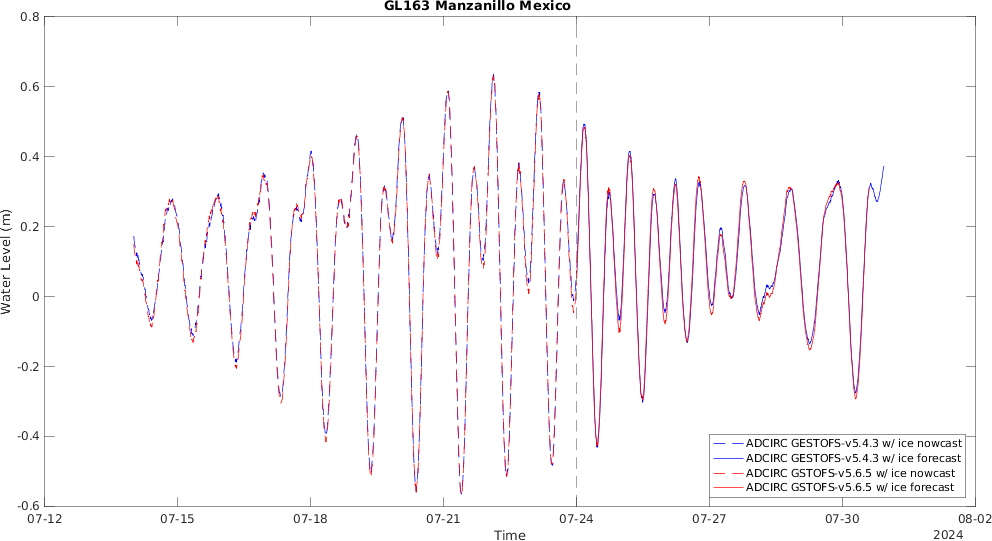 GL163 Manzanillo Mexico
0.8
0.6
0.4
0.2
0
-0.2
-0.4
-0.6
Water Level (m)
ADCIRC GESTOFS-v5.4.3 w/ ice nowcast
ADCIRC GESTOFS-v5.4.3 w/ ice forecast
ADCIRC GSTOFS-v5.6.5 w/ ice nowcast
ADCIRC GSTOFS-v5.6.5 w/ ice forecast
07-12 07-15 07-18 07-21 07-24 07-27 07-30 08-02
Time
2024